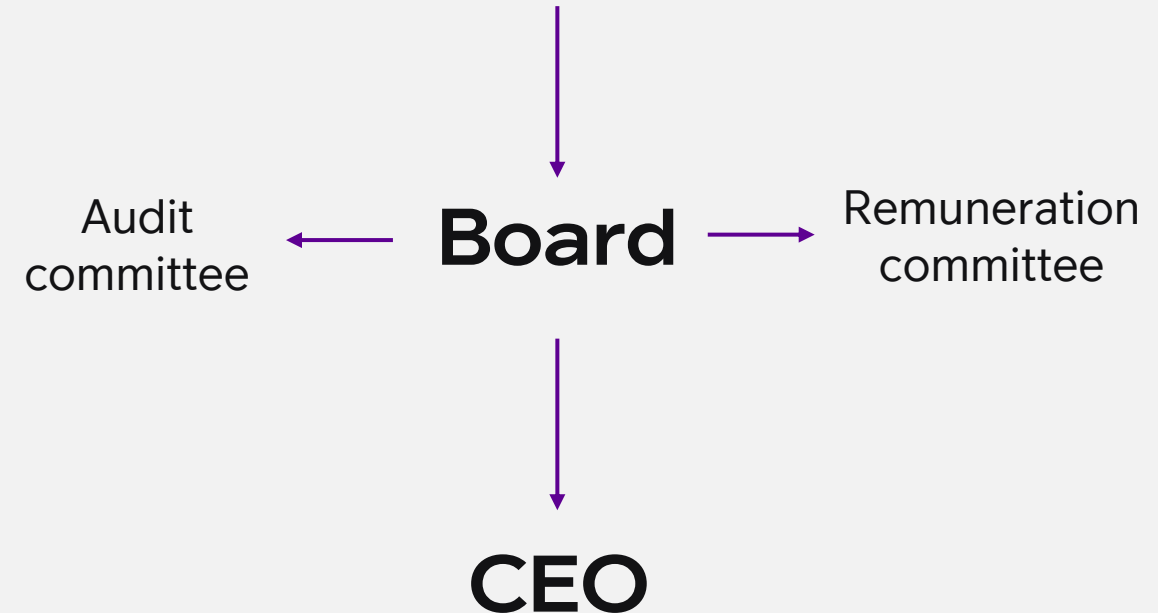 Audit
committee
Board
Remuneration
committee
CEO